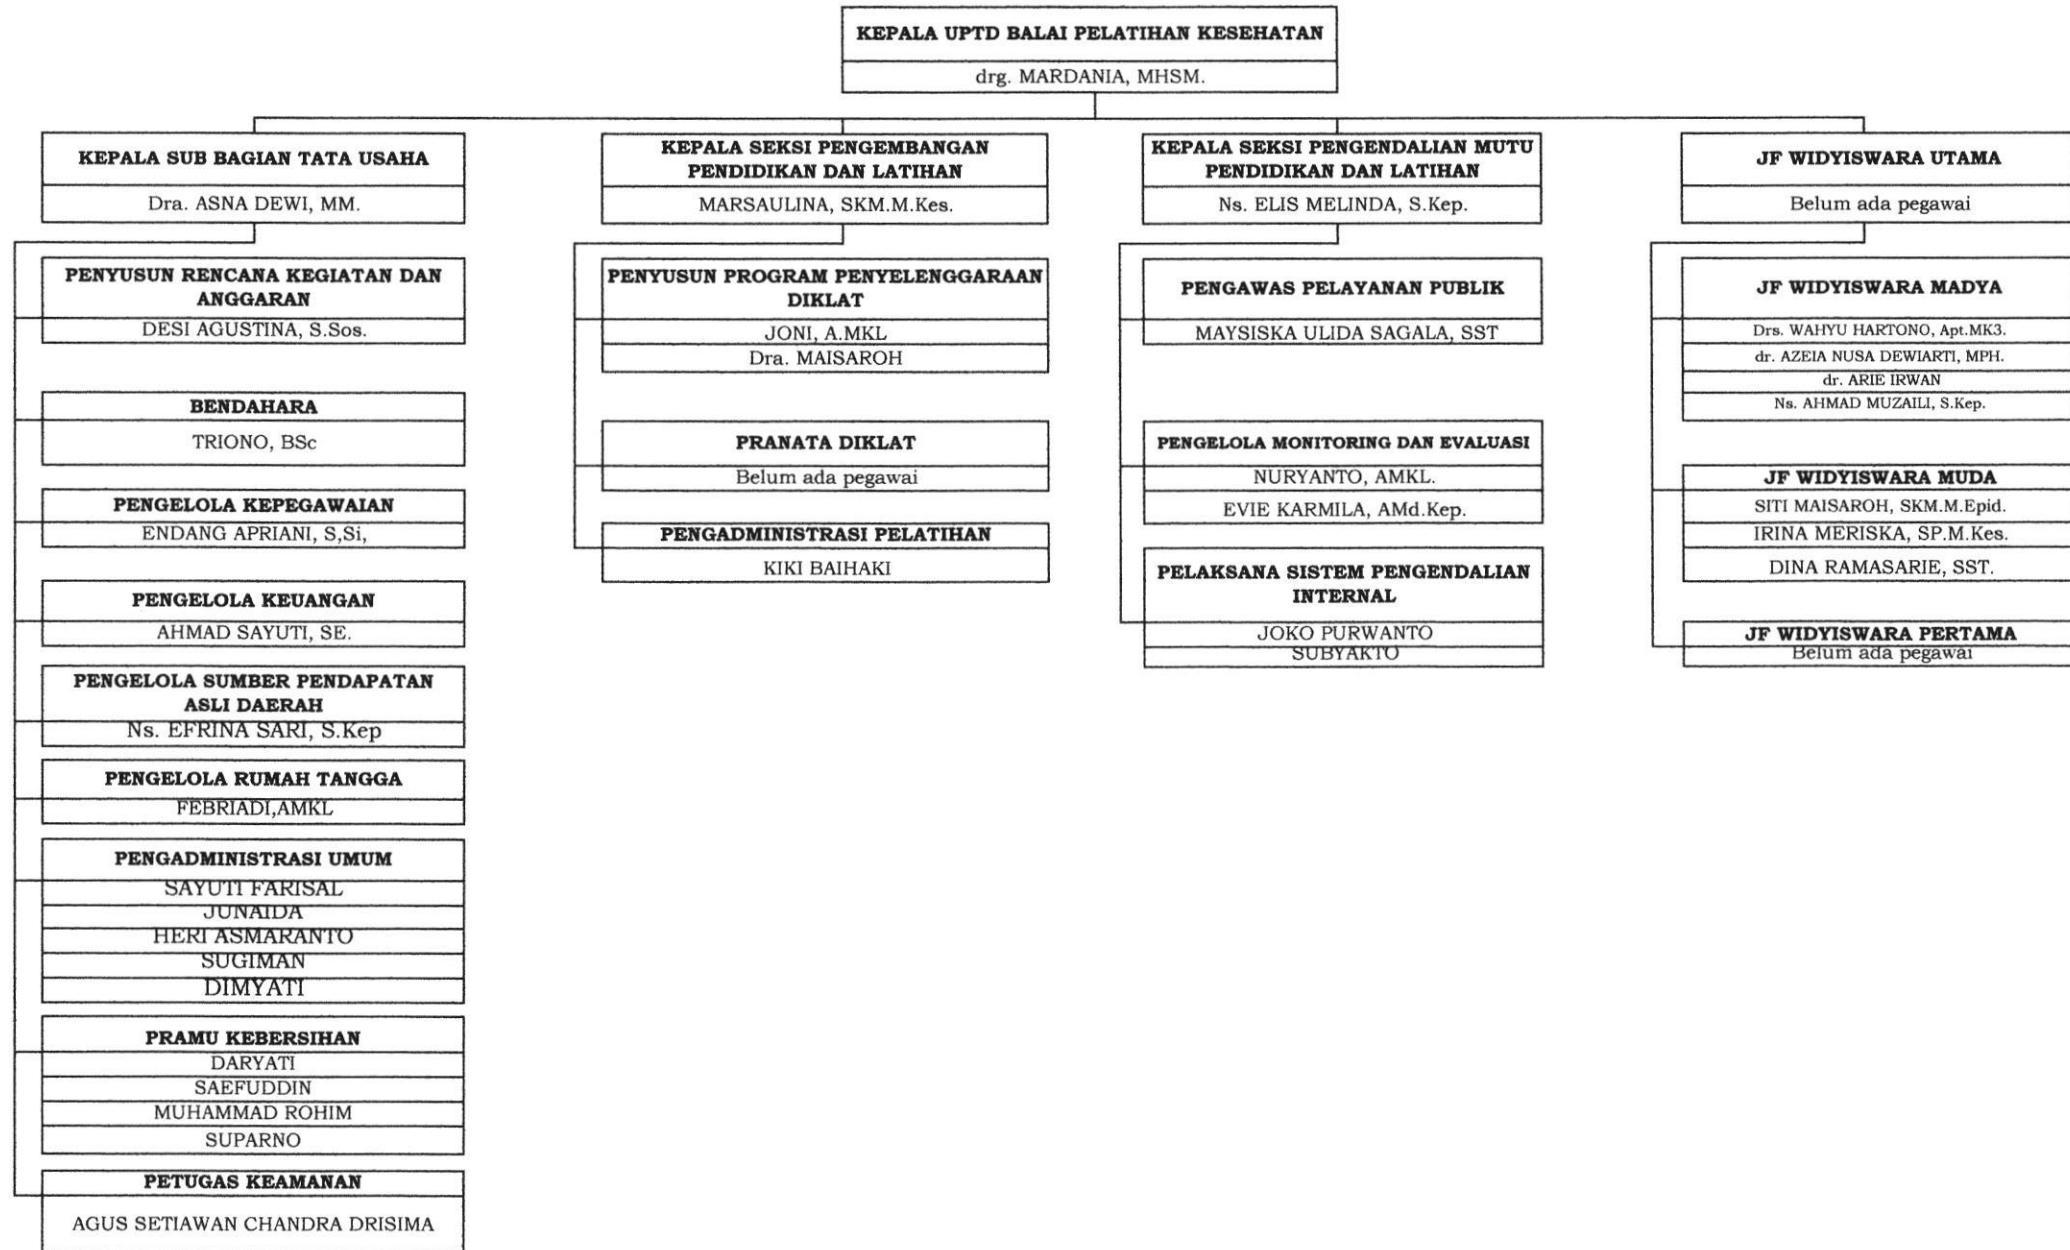 KEPALA UPTD BALAI PELATIHAN KESEHATAN
drg. MARDANIA, MHSM.
KEPALA SUB BAGIAN TATA USAHA
Dra. ASNA DEWI, MM.
PENYUSUN RENCANA KEGIATAN DAN
ANGGARAN
DESI AGUSTINA, S.Sos.
BENDAHARA
TRIONO, BSc
PENGELOLA KEPEGAWAIAN
ENDANG APRIANI, S,Si,
PENGELOLA KEUANGAN
AHMAD SAYUTI, SE.
PENGELOLA SUMBER PENDAPATAN
ASLI DAERAH
Ns. EFRINA SARI, S.Kep
PENGELOLA RUMAH TANGGA
FEBRIADI,AMKL
PENGADMINISTRASI UMUM
SAYUTI FARISAL
JUNAIDA
HERI ASMARANTO
SUGIMAN
DIMYATI
PRAMU KEBERSIHAN
DARYATI
SAEFUDDIN
MUHAMMAD ROHIM
SUPARNO
PETUGAS KEAMANAN
AGUS SETIAWAN CHANDRA DRISIMA
KEPALA SEKSI PENGEMBANGAN
PENDIDIKAN DAN LATIHAN
MARSAULINA, SKM.M.Kes.
PENYUSUN PROGRAM PENYELENGGARAAN
DIKLAT
JONI, A.MKL
Dra. MAISAROH
PRANATA DIKLAT
Belum ada pegawai
PENGADMINISTRASI PELATIHAN
KIKI BAIHAKI
KEPALA SEKSI PENGENDALIAN MUTU
PENDIDIKAN DAN LATIHAN
Ns. ELIS MELINDA, S.Kep.
PENGAWAS PELAYANAN PUBLIK
MAYSISKA ULIDA SAGALA, SST
PENGELOLA MONITORING DAN EVALUASI
NURYANTO, AMKL.
EVIE KARMILA, AMd.Kep.
PELAKSANA SISTEM PENGENDALIAN
INTERNAL
JOKO PURWANTO
SUBYAKTO
JF WIDYISWARA UTAMA
Belum ada pegawai
JF WIDYISWARA MADYA
Drs. WAHYU HARTONO, Apt.MK3.
dr. AZEIA NUSA DEWIARTI, MPH.
dr. ARIE IRWAN
Ns. AHMAD MUZAILI, S.Kep.
JF WIDYISWARA MUDA
SITI MAISAROH, SKM.M.Epid.
IRINA MERISKA, SP.M.Kes.
DINA RAMASARIE, SST.
JF WIDYISWARA PERTAMA
Belum ada pegawai